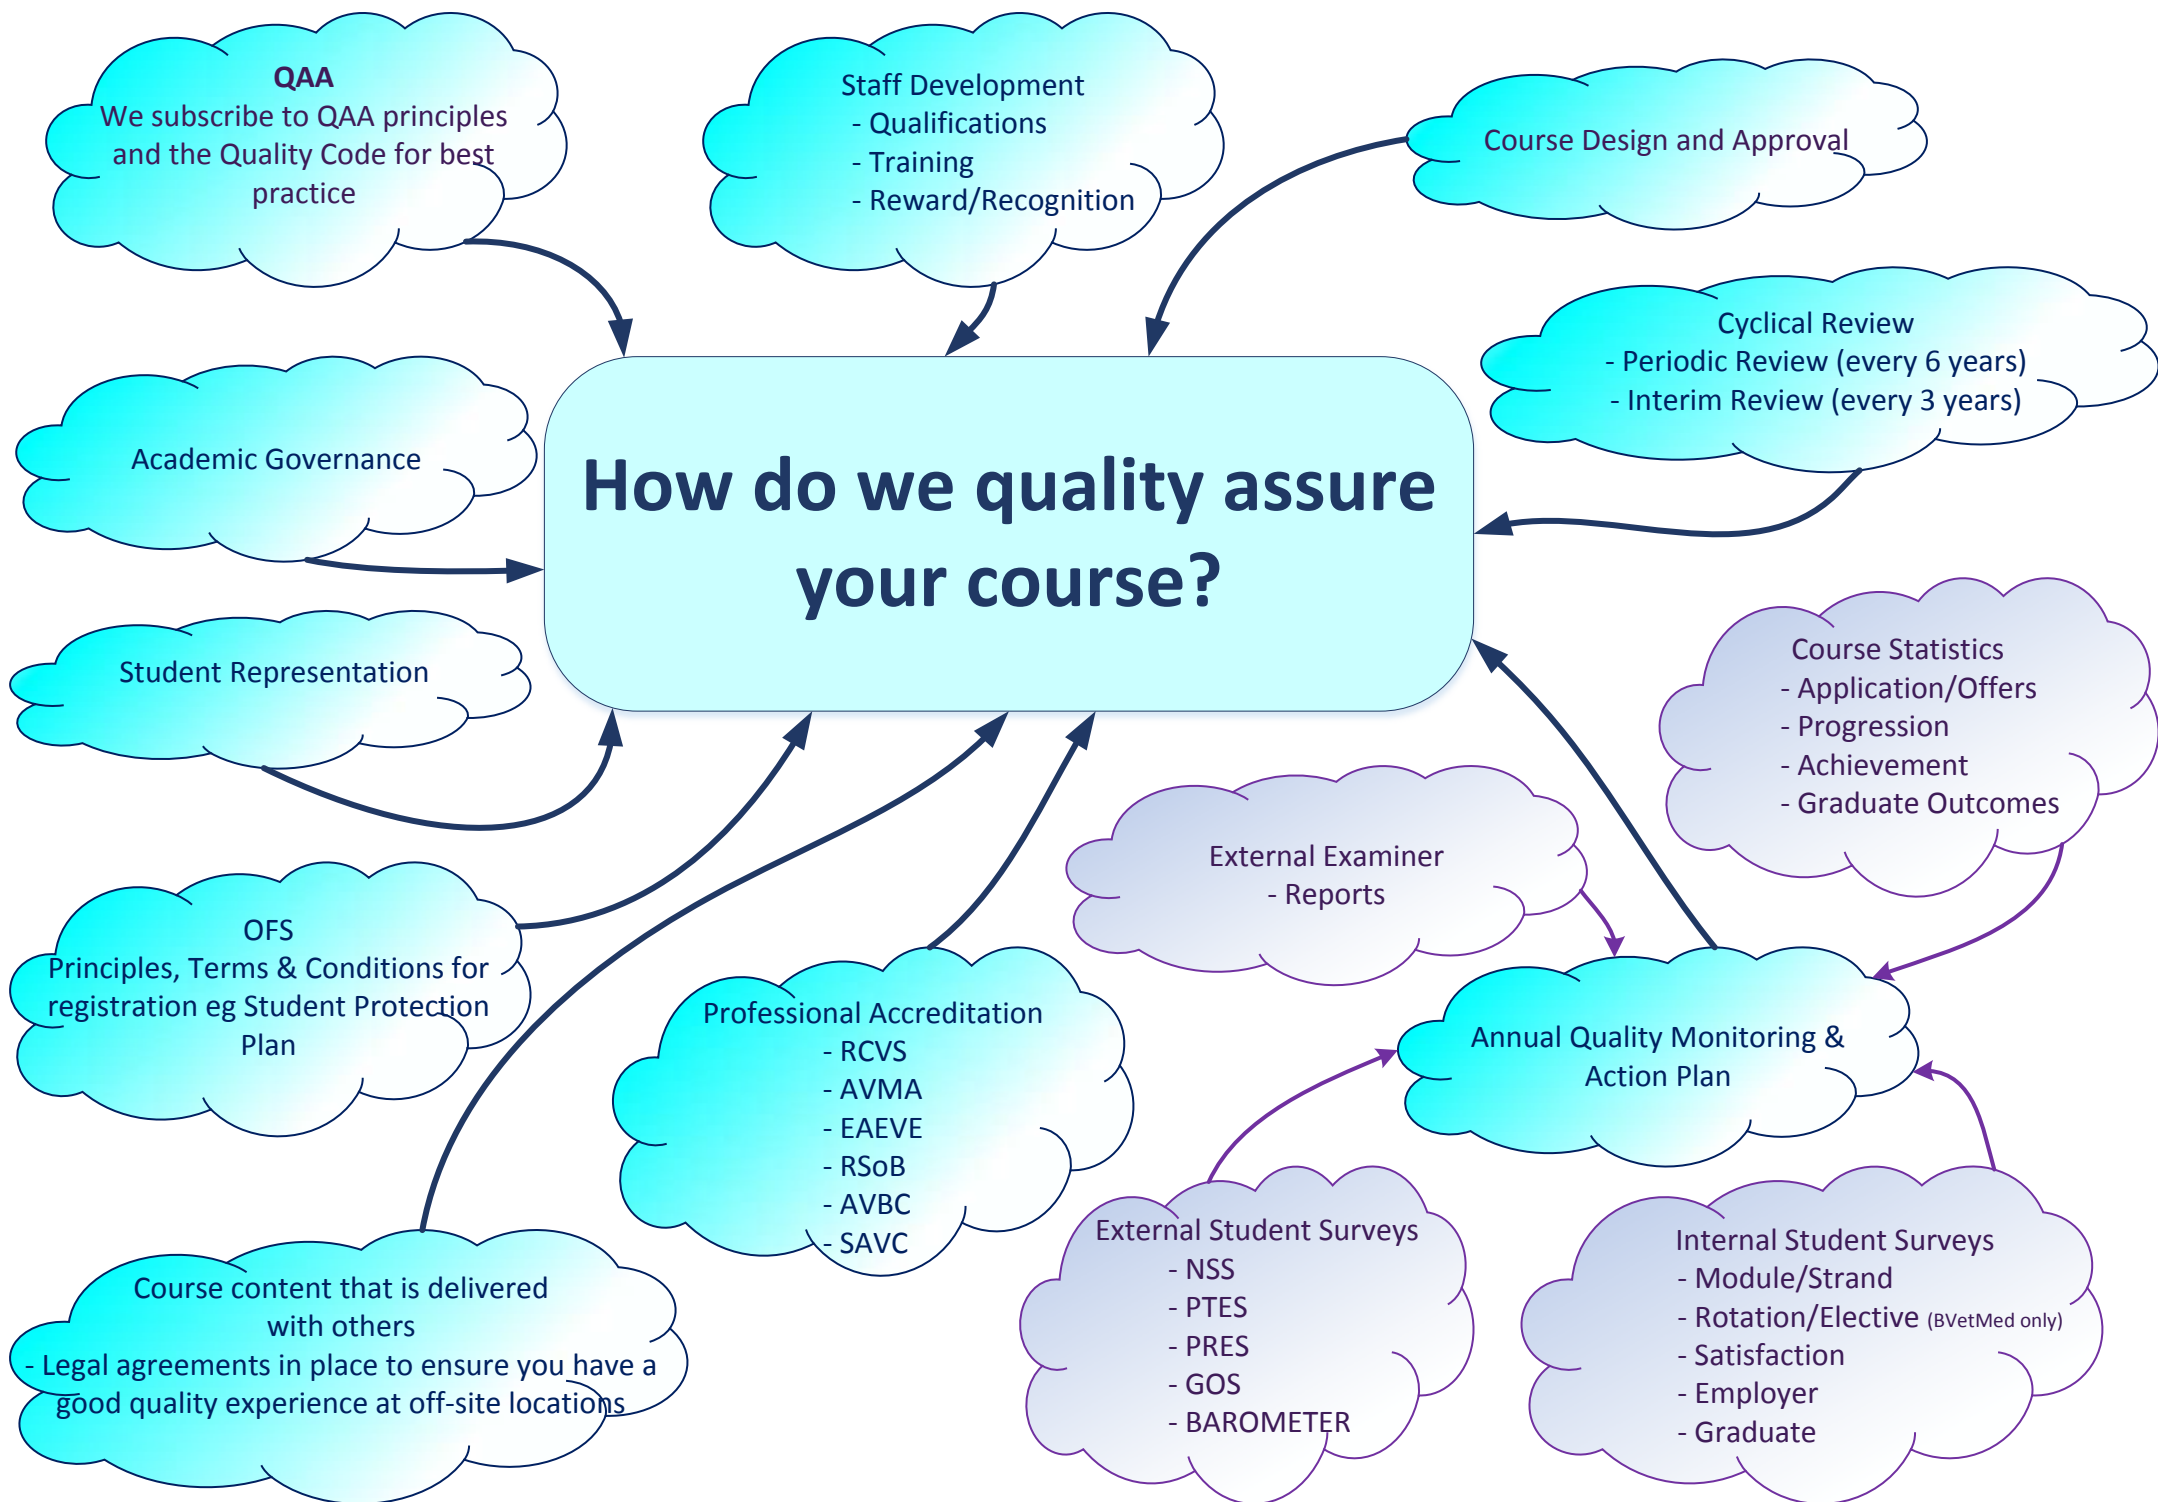 QAA
We subscribe to QAA principles
and the Quality Code for best
practice
Staff Development
- Qualifications
- Training
- Reward/Recognition
Course Design and Approval
Cyclical Review
- Periodic Review (every 6 years)
- Interim Review (every 3 years)
Academic Governance
How do we quality assure
your course?
Student Representation
Course Statistics
- Application/Offers
- Progression
- Achievement
- Graduate Outcomes
External Examiner
- Reports
OFS
Principles, Terms & Conditions for
registration eg Student Protection
Plan
Professional Accreditation
- RCVS
- AVMA
- EAEVE
- RSoB
- AVBC
- SAVC
Annual Quality Monitoring &
Action Plan
Course content that is delivered
with others
- Legal agreements in place to ensure you have a
good quality experience at off-site locations
External Student Surveys
- NSS
- PTES
- PRES
- GOS
- BAROMETER
Internal Student Surveys
- Module/Strand
- Rotation/Elective (BVetMed only)
- Satisfaction
- Employer
- Graduate